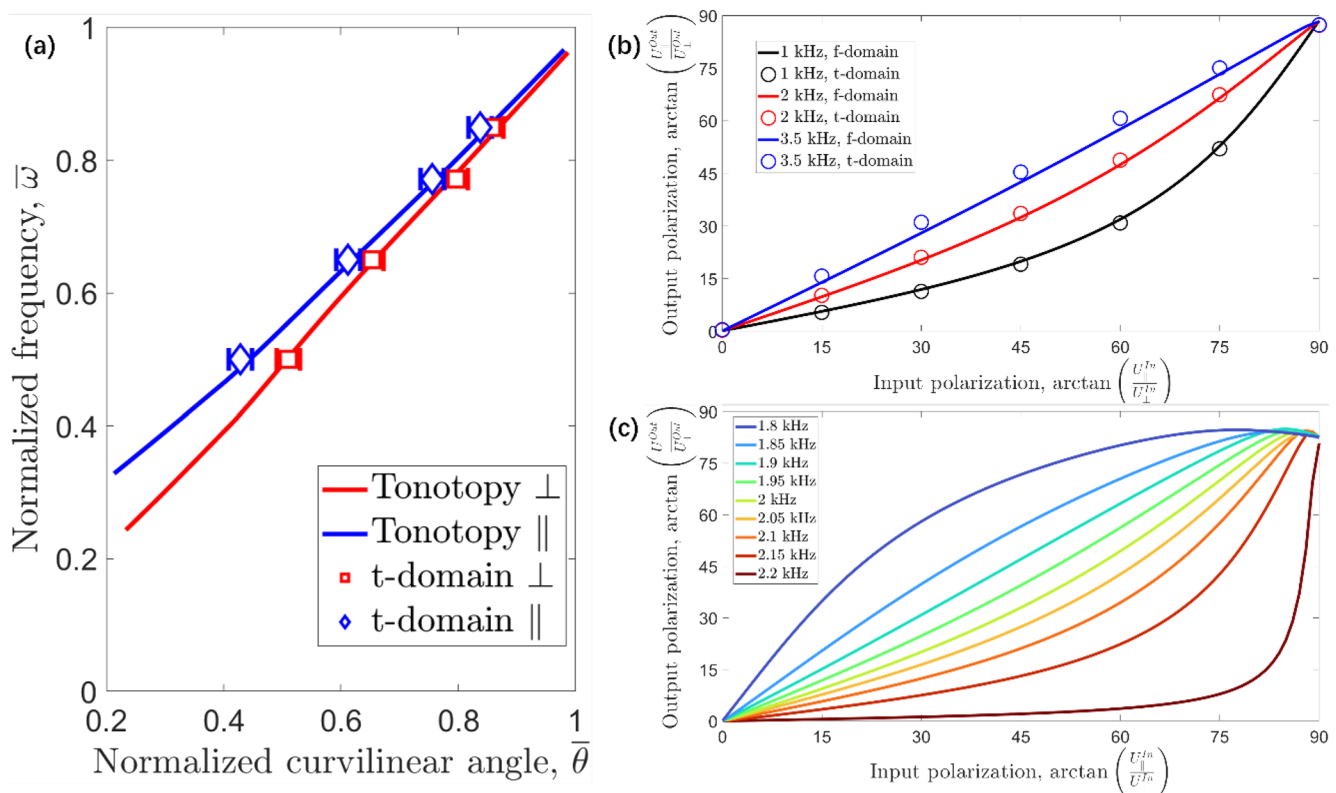 (a)
1
0.8
0.6
0.4
0.2
0
Normalized frequency, ω̅
0.2 0.4 0.6 0.8 1
Normalized curvilinear angle, θ̅
Tonotopy ⊥
Tonotopy ∥
t-domain ⊥
t-domain ∥
(b)
90
75
60
45
30
15
0
Output polarization, arctan (U∥^Out / U⊥^Out)
1 kHz, f-domain
1 kHz, t-domain
2 kHz, f-domain
2 kHz, t-domain
3.5 kHz, f-domain
3.5 kHz, t-domain
0 15 30 45 60 75 90
Input polarization, arctan (U∥^In / U⊥^In)
(c)
90
75
60
45
30
15
0
Output polarization, arctan (U^Out / U⊥^Out)
1.8 kHz
1.85 kHz
1.9 kHz
1.95 kHz
2 kHz
2.05 kHz
2.1 kHz
2.15 kHz
2.2 kHz
0 15 30 45 60 75 90
Input polarization, arctan (U∥^In / U^In)